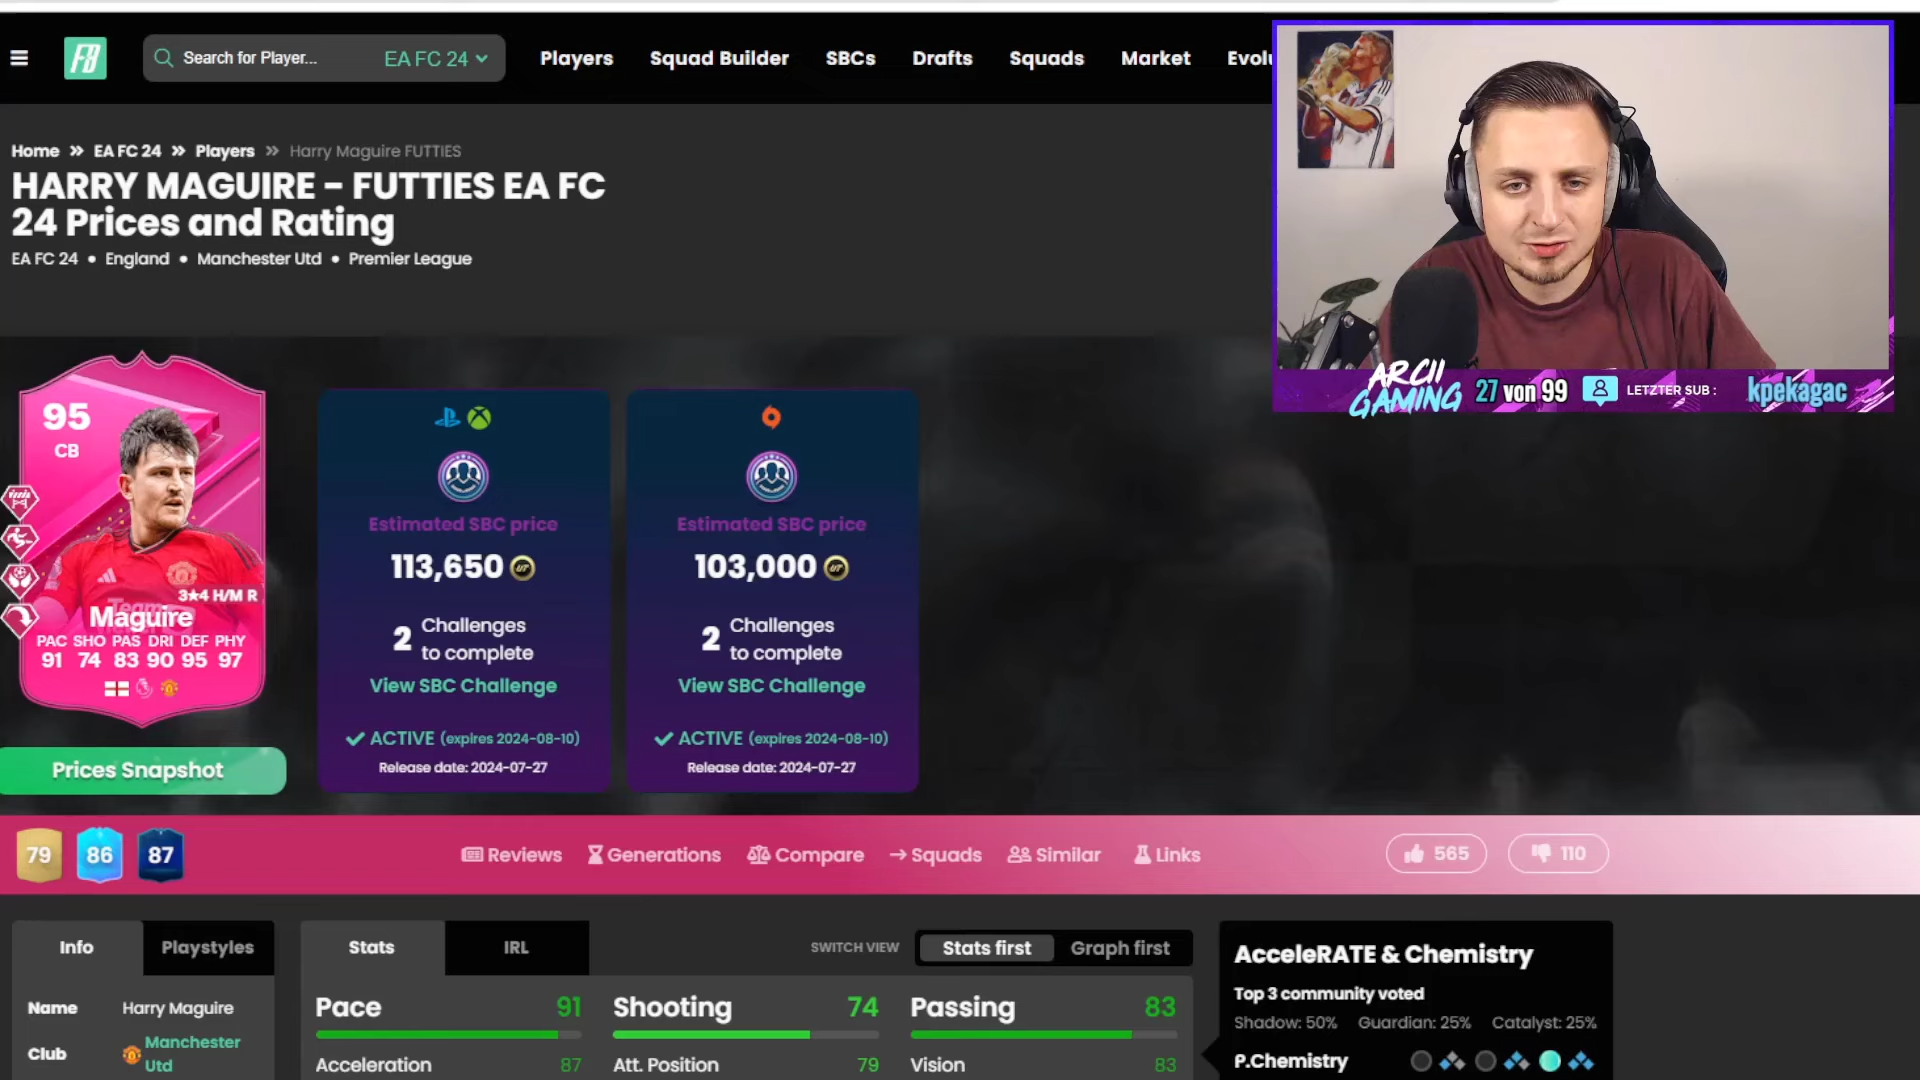 FB
Search for Player...
EA FC 24
Players
Squad Builder
SBCs
Drafts
Squads
Market
Home » EA FC 24 » Players » Harry Maguire FUTTIES
HARRY MAGUIRE - FUTTIES EA FC
24 Prices and Rating
EA FC 24 • England • Manchester Utd • Premier League
ARCII
GAMING
27 von 99
LETZTER SUB :
kpekagac
95
CB
3★4 H/M R
Maguire
PAC SHO PAS DRI DEF PHY
91 74 83 90 95 97
Estimated SBC price
113,650
2 Challenges
to complete
View SBC Challenge
ACTIVE (expires 2024-08-10)
Release date: 2024-07-27
Estimated SBC price
103,000
2 Challenges
to complete
View SBC Challenge
ACTIVE (expires 2024-08-10)
Release date: 2024-07-27
Prices Snapshot
79
86
87
Reviews
Generations
Compare
Squads
Similar
Links
565
110
Info
Playstyles
Name Harry Maguire
Club Manchester
Utd
Stats
IRL
SWITCH VIEW
Stats first
Graph first
Pace 91
Acceleration 87
Shooting 74
Att. Position 79
Passing 83
Vision 83
AcceleRATE & Chemistry
Top 3 community voted
Shadow: 50% Guardian: 25% Catalyst: 25%
P.Chemistry